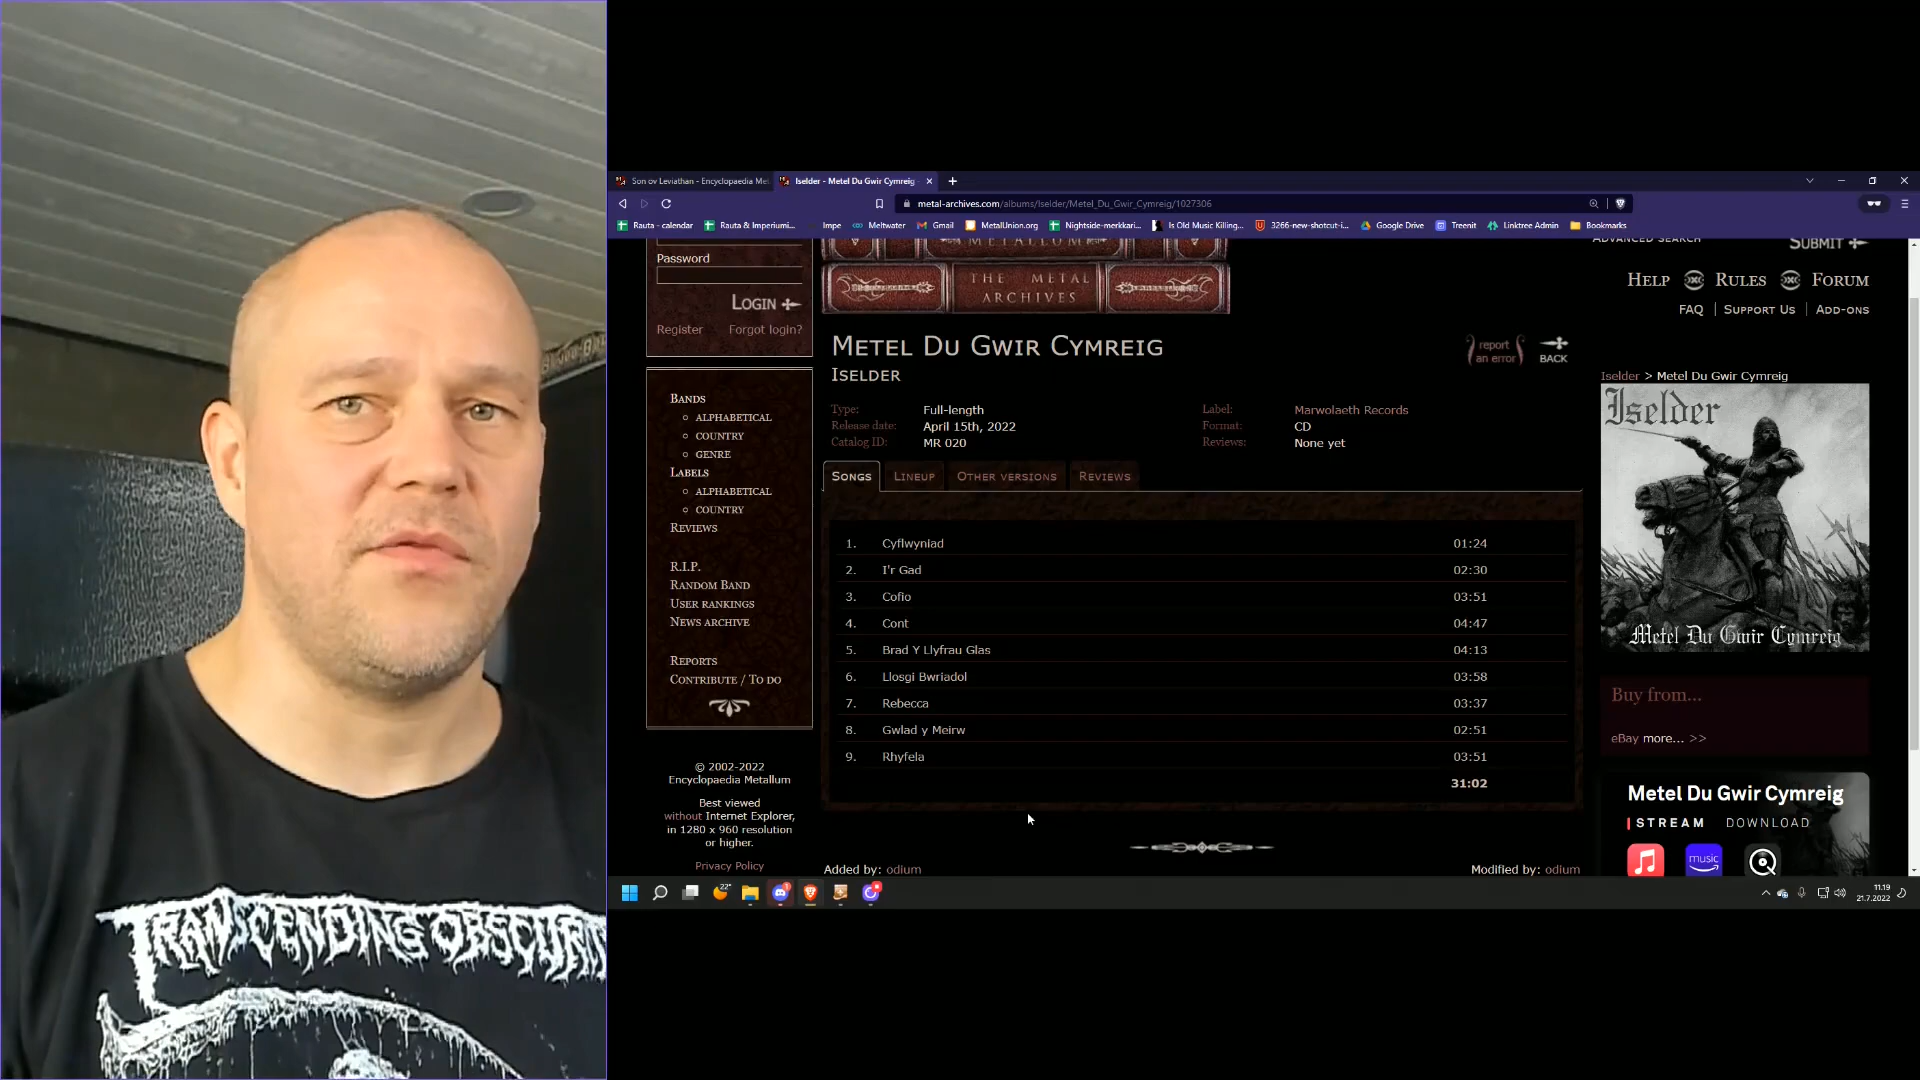 TRANSCENDING OBSCURITY
Son ov Leviathan - Encyclopaedia Met
Iselder - Metel Du Gwir Cymreig -
metal-archives.com/albums/Iselder/Metel_Du_Gwir_Cymreig/1027306
Rauta - calendar
Rauta & Imperiumi...
Impe
Meltwater
Gmail
MetalUnion.org
Nightside-merkkari...
Is Old Music Killing...
3266-new-shotcut-i...
Google Drive
Treenit
Linktree Admin
Bookmarks
METALLUM
THE METAL
ARCHIVES
ADVANCED SEARCH
SUBMIT
HELP RULES FORUM
FAQ | SUPPORT US | ADD-ONS
Password
LOGIN
Register Forgot login?
BANDS
ALPHABETICAL
COUNTRY
GENRE
LABELS
ALPHABETICAL
COUNTRY
REVIEWS
R.I.P.
RANDOM BAND
USER RANKINGS
NEWS ARCHIVE
REPORTS
CONTRIBUTE / TO DO
© 2002-2022
Encyclopaedia Metallum
Best viewed
without Internet Explorer,
in 1280 x 960 resolution
or higher.
Privacy Policy
METEL DU GWIR CYMREIG
ISELDER
report
an error
BACK
Type: Full-length
Release date: April 15th, 2022
Catalog ID: MR 020
Label: Marwolaeth Records
Format: CD
Reviews: None yet
SONGS LINEUP OTHER VERSIONS REVIEWS
1. Cyflwyniad 01:24
2. I'r Gad 02:30
3. Cofio 03:51
4. Cont 04:47
5. Brad Y Llyfrau Glas 04:13
6. Llosgi Bwriadol 03:58
7. Rebecca 03:37
8. Gwlad y Meirw 02:51
9. Rhyfela 03:51
31:02
Added by: odium
Modified by: odium
Iselder > Metel Du Gwir Cymreig
Iselder
Metel Du Gwir Cymreig
Buy from...
eBay more... >>
Metel Du Gwir Cymreig
STREAM DOWNLOAD
music
22°
11.19
21.7.2022